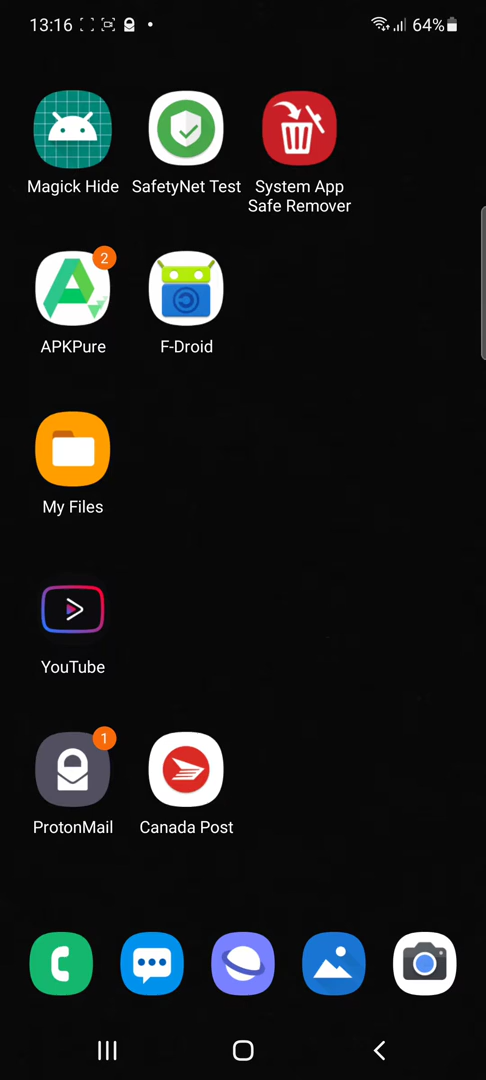 13:16
64%
Magick Hide
SafetyNet Test
System App
Safe Remover
2
APKPure
F-Droid
My Files
YouTube
1
ProtonMail
Canada Post